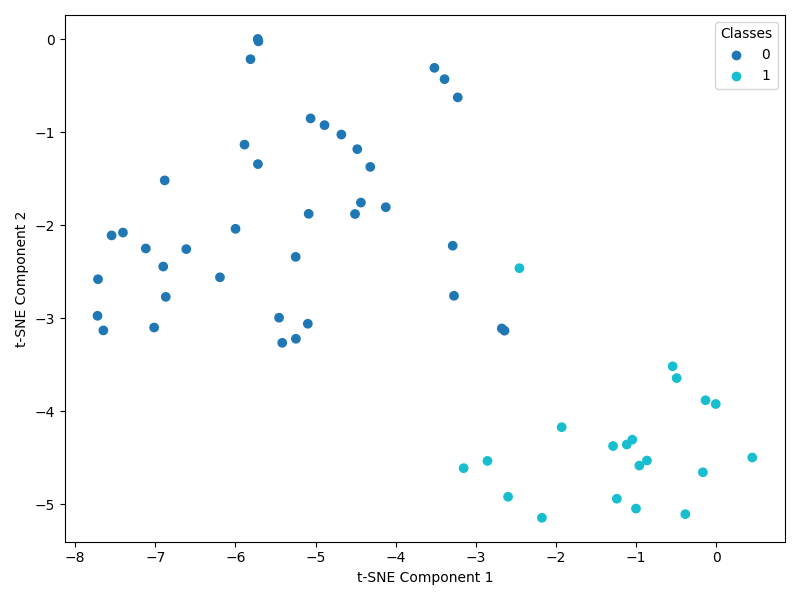 Classes
0
1
0
−1
−2
−3
−4
−5
t-SNE Component 2
−8 −7 −6 −5 −4 −3 −2 −1 0
t-SNE Component 1